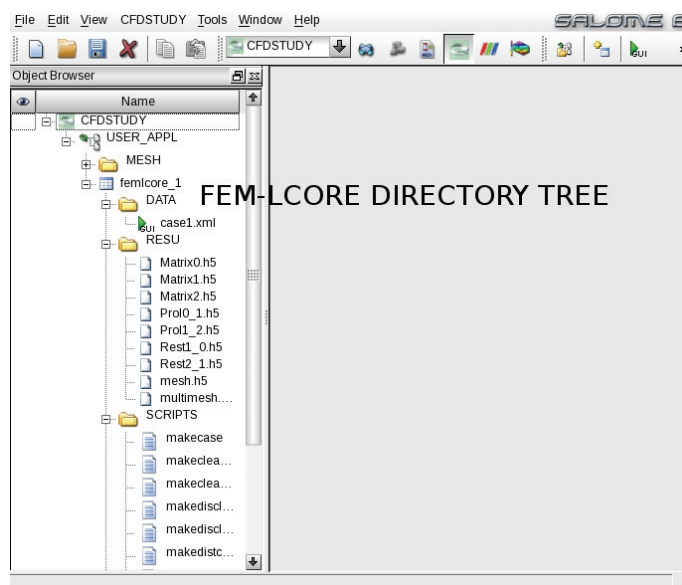 File Edit View CFDSTUDY Tools Window Help
SALOME
CFDSTUDY
GUI
Object Browser
Name
CFDSTUDY
USER_APPL
MESH
femlcore_1
FEM-LCORE DIRECTORY TREE
DATA
GUI case1.xml
RESU
Matrix0.h5
Matrix1.h5
Matrix2.h5
Prol0_1.h5
Prol1_2.h5
Rest1_0.h5
Rest2_1.h5
mesh.h5
multimesh....
SCRIPTS
makecase
makeclea...
makeclea...
makediscl...
makediscl...
makedistc...